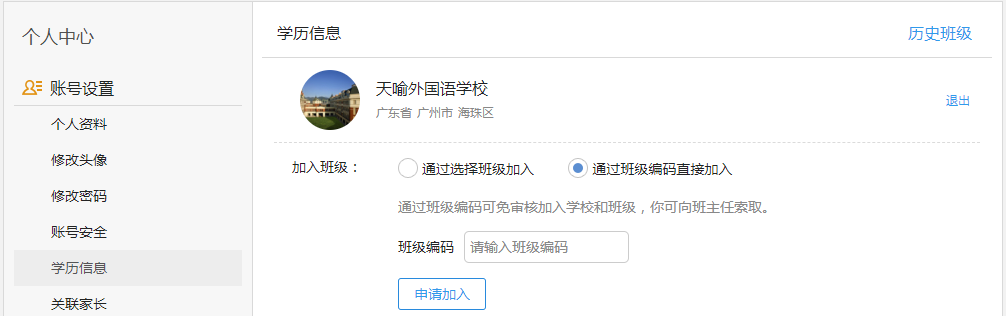 个人中心
账号设置
个人资料
修改头像
修改密码
账号安全
学历信息
关联家长
学历信息 历史班级
天喻外国语学校
广东省 广州市 海珠区 退出
加入班级： 通过选择班级加入 通过班级编码直接加入
通过班级编码可免审核加入学校和班级，你可向班主任索取。
班级编码 请输入班级编码
申请加入